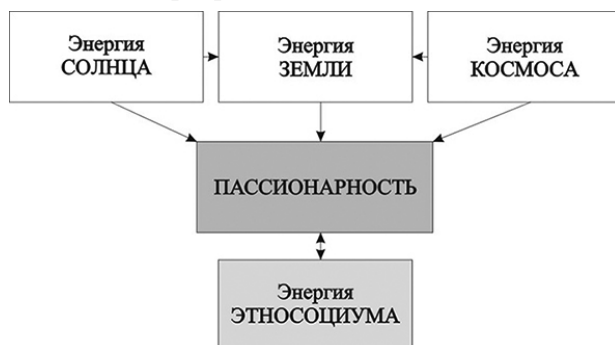 Энергия
СОЛНЦА
Энергия
ЗЕМЛИ
Энергия
КОСМОСА
ПАССИОНАРНОСТЬ
Энергия
ЭТНОСОЦИУМА